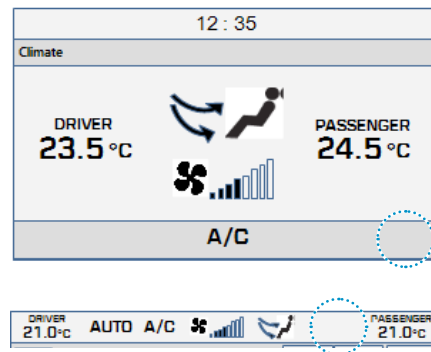 12 : 35
Climate
DRIVER
PASSENGER
23.5 °C
24.5 °C
A/C
DRIVER
PASSENGER
21.0°C AUTO A/C
21.0°C